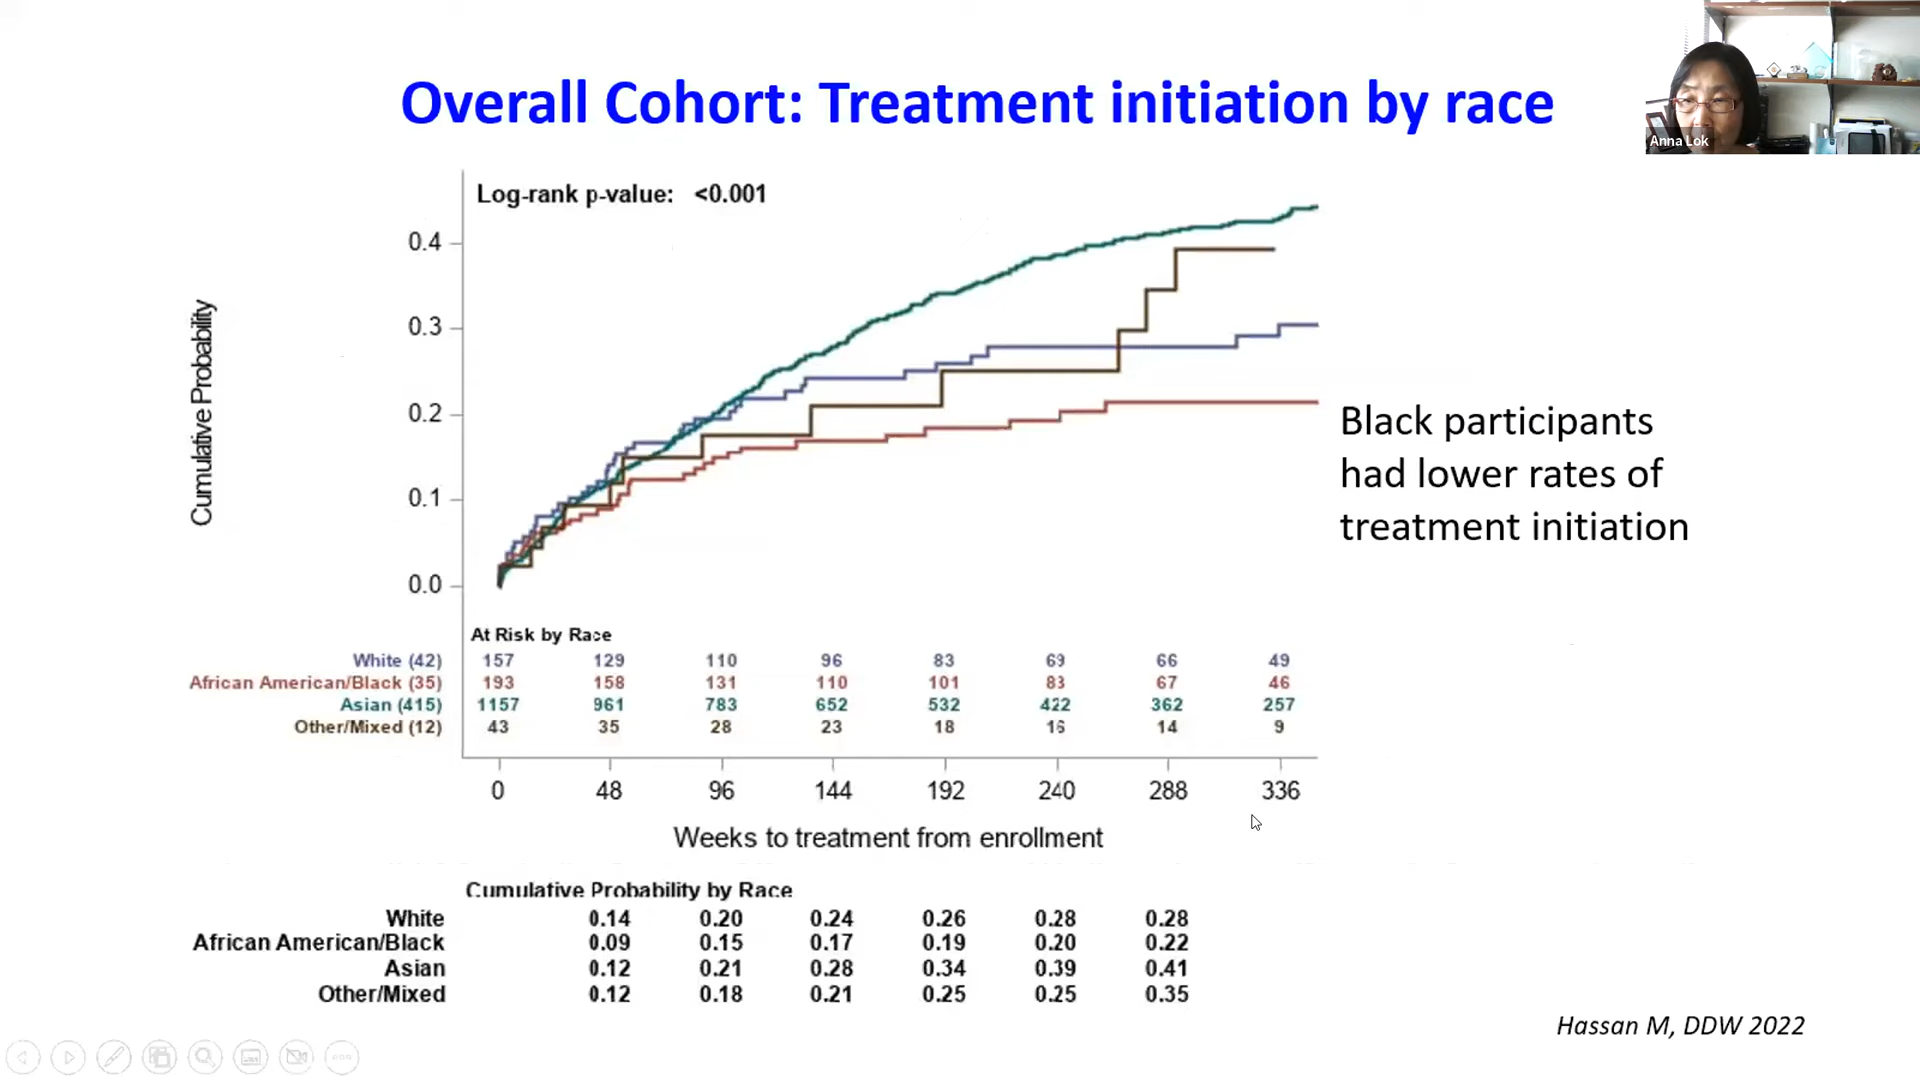 Overall Cohort: Treatment initiation by race
Anna Lok
Log-rank p-value: <0.001
Cumulative Probability
0.4
0.3
0.2
0.1
0.0
Black participants
had lower rates of
treatment initiation
At Risk by Race
White (42) 157 129 110 96 83 69 66 49
African American/Black (35) 193 158 131 110 101 83 67 46
Asian (415) 1157 961 783 652 532 422 362 257
Other/Mixed (12) 43 35 28 23 18 16 14 9
0 48 96 144 192 240 288 336
Weeks to treatment from enrollment
Cumulative Probability by Race
White 0.14 0.20 0.24 0.26 0.28 0.28
African American/Black 0.09 0.15 0.17 0.19 0.20 0.22
Asian 0.12 0.21 0.28 0.34 0.39 0.41
Other/Mixed 0.12 0.18 0.21 0.25 0.25 0.35
Hassan M, DDW 2022